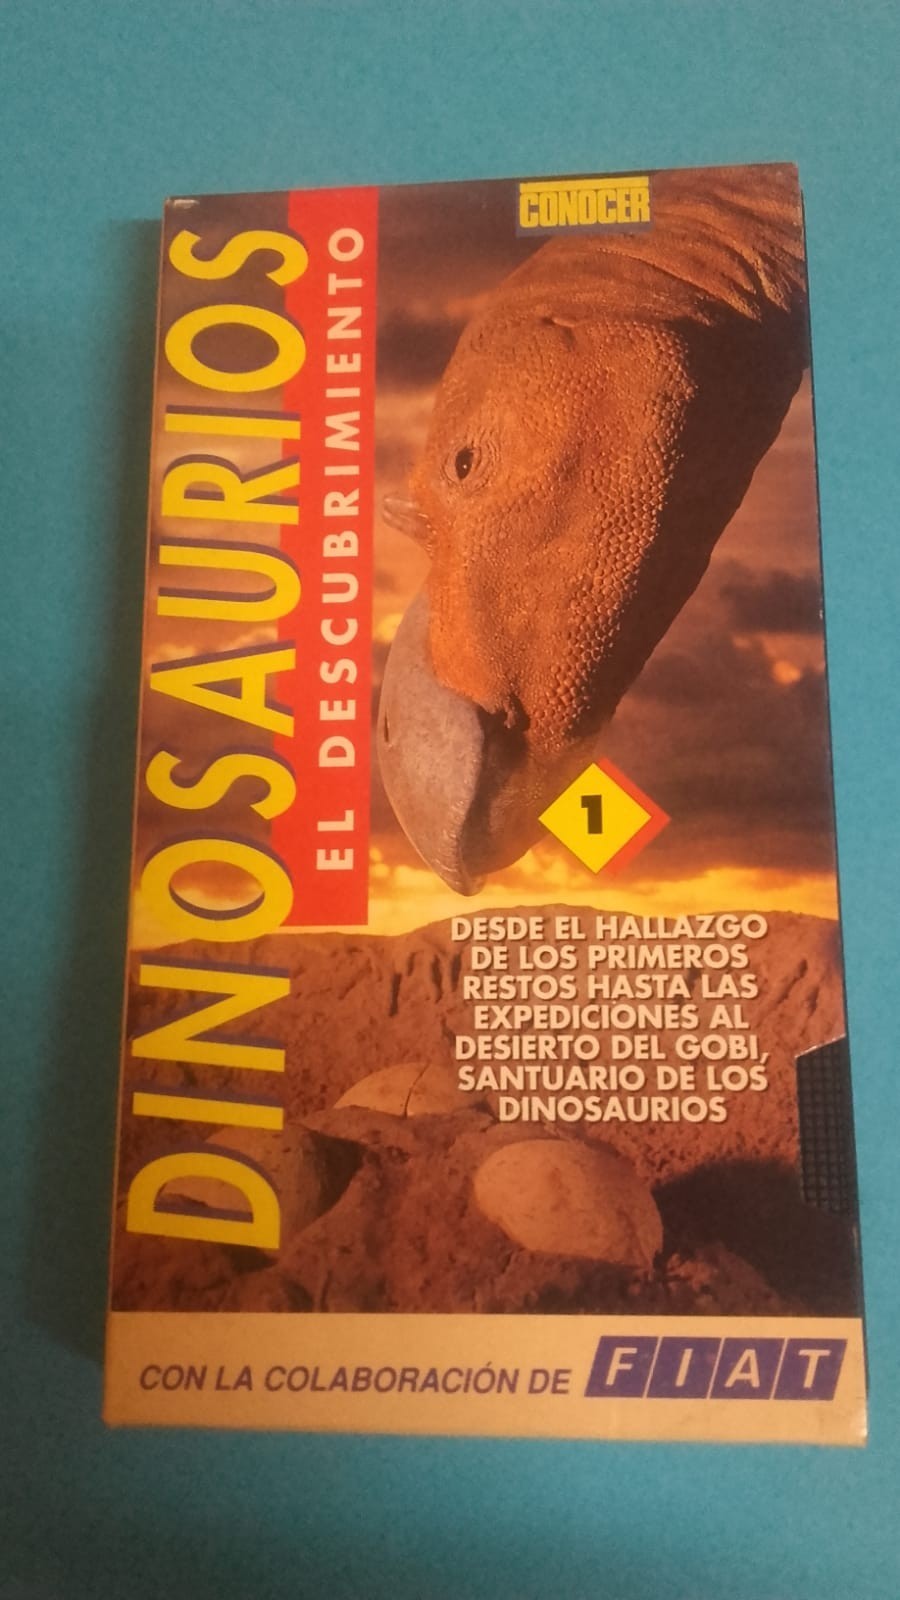 CONOCER
DINOSAURIOS
EL DESCUBRIMIENTO
1
DESDE EL HALLAZGO
DE LOS PRIMEROS
RESTOS HASTA LAS
EXPEDICIONES AL
DESIERTO DEL GOBI,
SANTUARIO DE LOS
DINOSAURIOS
CON LA COLABORACIÓN DE FIAT